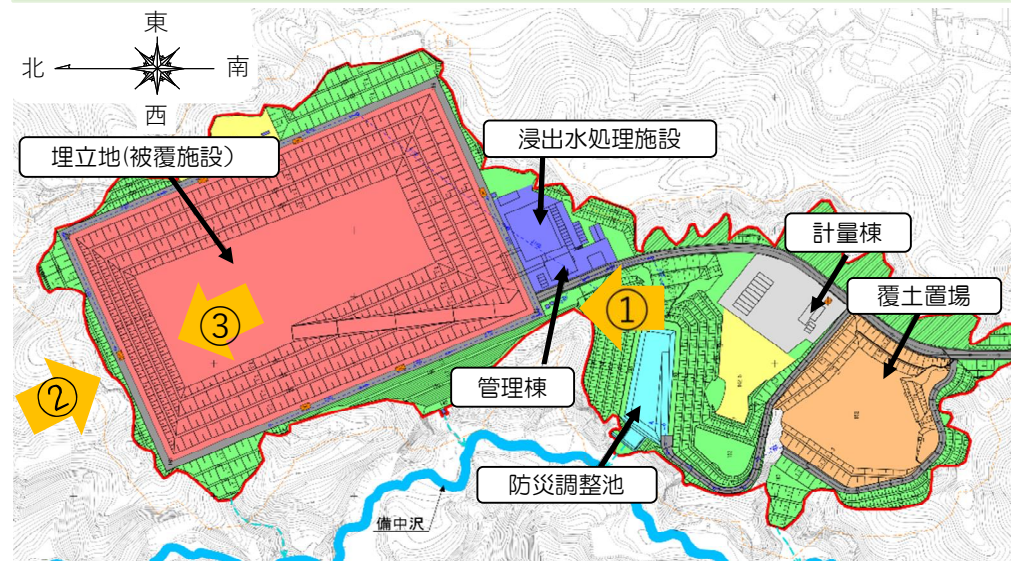 東
北
南
西
埋立地(被覆施設)
浸出水処理施設
計量棟
覆土置場
③
①
②
管理棟
防災調整池
備中沢